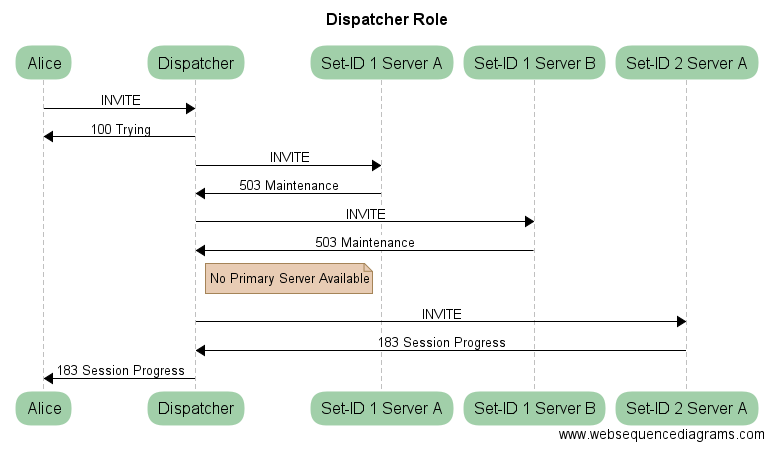 Dispatcher Role
Alice Dispatcher Set-ID 1 Server A Set-ID 1 Server B Set-ID 2 Server A
INVITE
100 Trying
INVITE
503 Maintenance
INVITE
503 Maintenance
No Primary Server Available
INVITE
183 Session Progress
183 Session Progress
Alice Dispatcher Set-ID 1 Server A Set-ID 1 Server B Set-ID 2 Server A
www.websequencediagrams.com